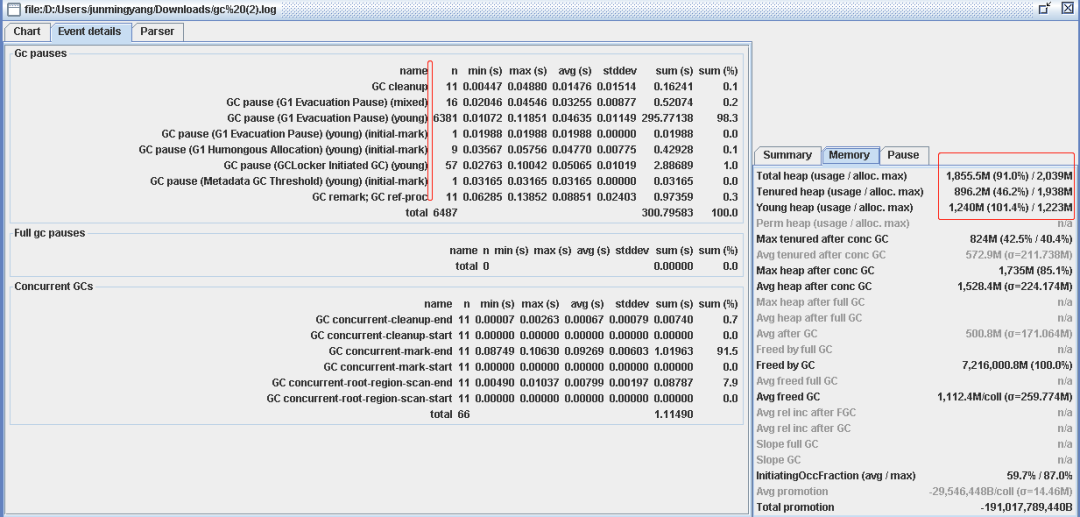 file:/D:/Users/junmingyang/Downloads/gc%20(2).log
Chart Event details Parser
Gc pauses
name n min (s) max (s) avg (s) stddev sum (s) sum (%)
GC cleanup 11 0.00447 0.04880 0.01476 0.01514 0.16241 0.1
GC pause (G1 Evacuation Pause) (mixed) 16 0.02046 0.04546 0.03255 0.00877 0.52074 0.2
GC pause (G1 Evacuation Pause) (young) 6381 0.01072 0.11851 0.04635 0.01149 295.77138 98.3
GC pause (G1 Evacuation Pause) (young) (initial-mark) 1 0.01988 0.01988 0.01988 0.00000 0.01988 0.0
GC pause (G1 Humongous Allocation) (young) (initial-mark) 9 0.03567 0.05756 0.04770 0.00775 0.42928 0.1
GC pause (GCLocker Initiated GC) (young) 57 0.02763 0.10042 0.05065 0.01019 2.88689 1.0
GC pause (Metadata GC Threshold) (young) (initial-mark) 1 0.03165 0.03165 0.03165 0.00000 0.03165 0.0
GC remark; GC ref-proc 11 0.06285 0.13852 0.08851 0.02403 0.97359 0.3
total 6487 300.79583 100.0
Full gc pauses
name n min (s) max (s) avg (s) stddev sum (s) sum (%)
total 0 0.00000 0.0
Concurrent GCs
name n min (s) max (s) avg (s) stddev sum (s) sum (%)
GC concurrent-cleanup-end 11 0.00007 0.00263 0.00067 0.00079 0.00740 0.7
GC concurrent-cleanup-start 11 0.00000 0.00000 0.00000 0.00000 0.00000 0.0
GC concurrent-mark-end 11 0.08749 0.10630 0.09269 0.00603 1.01963 91.5
GC concurrent-mark-start 11 0.00000 0.00000 0.00000 0.00000 0.00000 0.0
GC concurrent-root-region-scan-end 11 0.00490 0.01037 0.00799 0.00197 0.08787 7.9
GC concurrent-root-region-scan-start 11 0.00000 0.00000 0.00000 0.00000 0.00000 0.0
total 66 1.11490
Summary Memory Pause
Total heap (usage / alloc. max) 1,855.5M (91.0%) / 2,039M
Tenured heap (usage / alloc. max) 896.2M (46.2%) / 1,938M
Young heap (usage / alloc. max) 1,240M (101.4%) / 1,223M
Perm heap (usage / alloc. max) n/a
Max tenured after conc GC 824M (42.5% / 40.4%)
Avg tenured after conc GC 572.9M (σ=211.738M)
Max heap after conc GC 1,735M (85.1%)
Avg heap after conc GC 1,528.4M (σ=224.174M)
Max heap after full GC n/a
Avg heap after full GC n/a
Avg after GC 500.8M (σ=171.064M)
Freed by full GC n/a
Freed by GC 7,216,000.8M (100.0%)
Avg freed full GC n/a
Avg freed GC 1,112.4M/coll (σ=259.774M)
Avg rel inc after FGC n/a
Avg rel inc after GC n/a
Slope full GC n/a
Slope GC n/a
InitiatingOccFraction (avg / max) 59.7% / 87.0%
Avg promotion -29,546,448B/coll (σ=14.46M)
Total promotion -191,017,789,440B